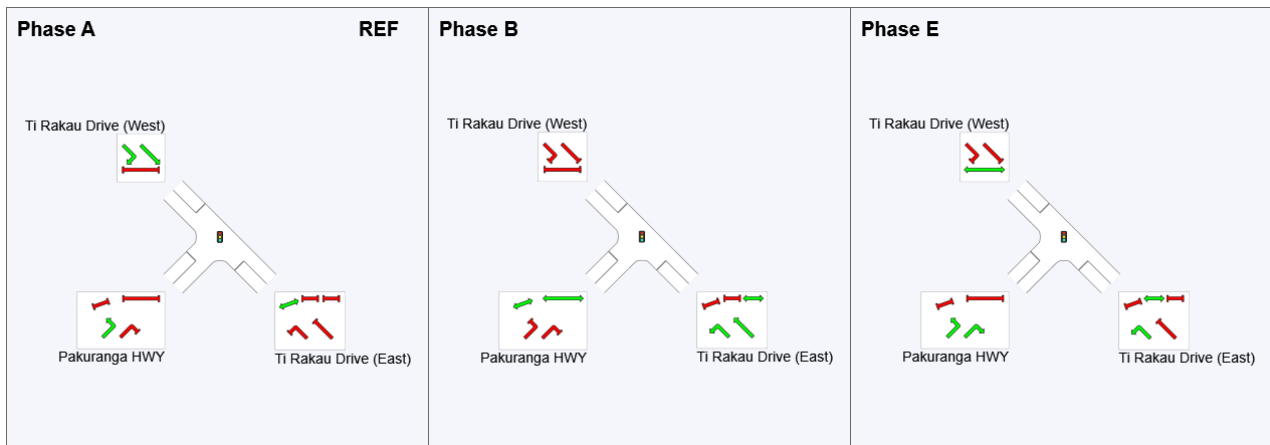 Phase A
REF
Ti Rakau Drive (West)
Pakuranga HWY
Ti Rakau Drive (East)
Phase B
Ti Rakau Drive (West)
Pakuranga HWY
Ti Rakau Drive (East)
Phase E
Ti Rakau Drive (West)
Pakuranga HWY
Ti Rakau Drive (East)